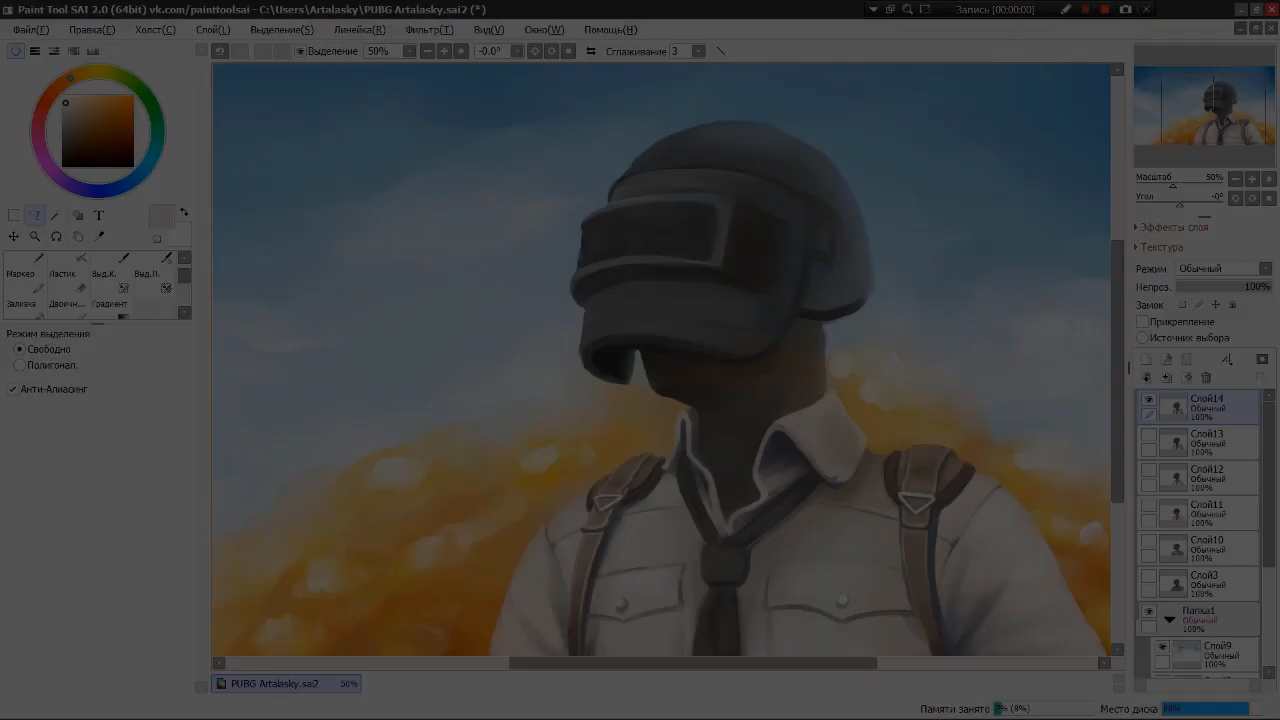 Paint Tool SAI 2.0 (64bit) vk.com/painttoolsai - C:\Users\Artalasky\PUBG Artalasky.sai2 (*)
Запись [00:00:00]
Файл(F) Правка(E) Холст(C) Слой(L) Выделение(S) Линейка(R) Фильтр(T) Вид(V) Окно(W) Помощь(H)
Выделение 50% -0.0° Сглаживание 3
T
Маркер Ластик Выд.К. Выд.Л.
Заливка Двоичн... Градиент
Режим выделения
Свободно
Полигонал.
Анти-Алиасинг
Масштаб 50%
Угол -0°
Эффекты слоя
Текстура
Режим Обычный
Непроз. 100%
Замок
Прикрепление
Источник выбора
Слой14
Обычный
100%
Слой13
Обычный
100%
Слой12
Обычный
100%
Слой11
Обычный
100%
Слой10
Обычный
100%
Слой3
Обычный
100%
Папка1
Обычный
100%
Слой9
Обычный
100%
PUBG Artalasky.sai2 50%
Памяти занято 7% (8%) Место диска 88%